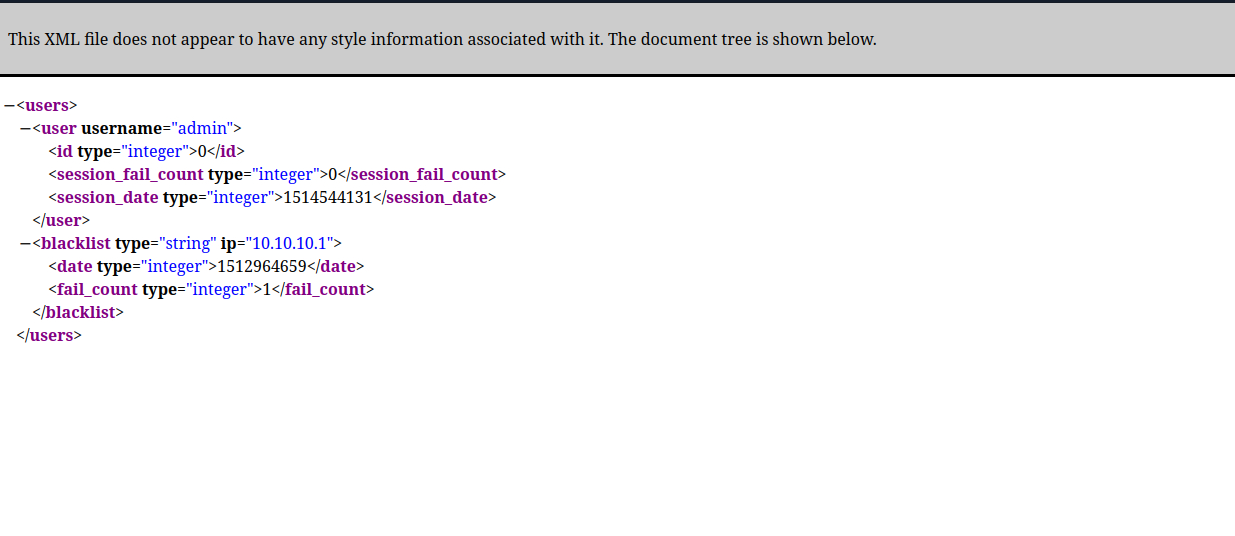 This XML file does not appear to have any style information associated with it. The document tree is shown below.
−<users>
−<user username="admin">
<id type="integer">0</id>
<session_fail_count type="integer">0</session_fail_count>
<session_date type="integer">1514544131</session_date>
</user>
−<blacklist type="string" ip="10.10.10.1">
<date type="integer">1512964659</date>
<fail_count type="integer">1</fail_count>
</blacklist>
</users>